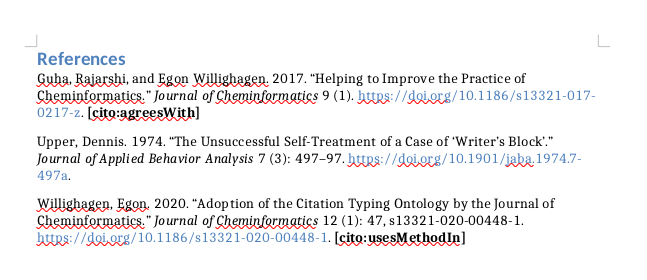 References
Guha, Rajarshi, and Egon Willighagen. 2017. “Helping to Improve the Practice of
Cheminformatics.” Journal of Cheminformatics 9 (1). https://doi.org/10.1186/s13321-017-
0217-z. [cito:agreesWith]
Upper, Dennis. 1974. “The Unsuccessful Self-Treatment of a Case of ‘Writer’s Block’.”
Journal of Applied Behavior Analysis 7 (3): 497–97. https://doi.org/10.1901/jaba.1974.7-
497a.
Willighagen, Egon. 2020. “Adoption of the Citation Typing Ontology by the Journal of
Cheminformatics.” Journal of Cheminformatics 12 (1): 47, s13321-020-00448-1.
https://doi.org/10.1186/s13321-020-00448-1. [cito:usesMethodIn]